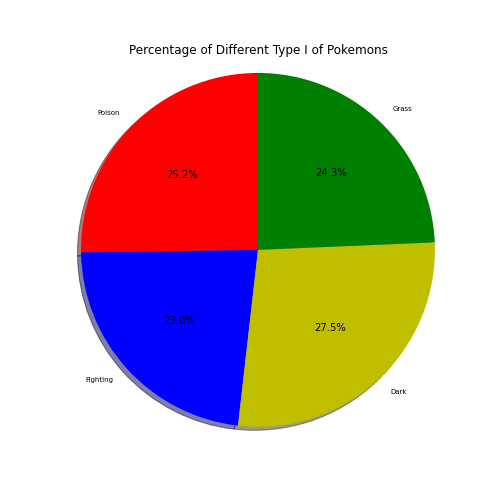 Percentage of Different Type I of Pokemons
Poison
Grass
25.2%
24.3%
23.0%
27.5%
Fighting
Dark